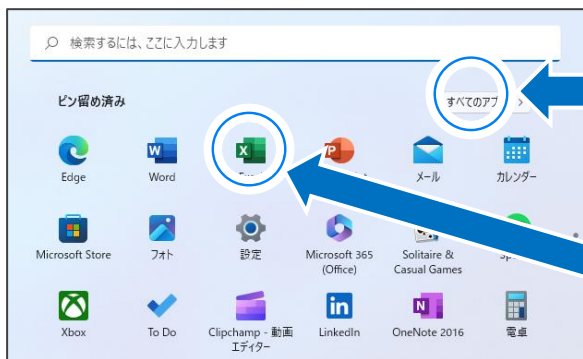 検索するには、ここに入力します
ピン留め済み
すべてのアプ >
Edge
Word
メール
カレンダー
Microsoft Store
フォト
設定
Microsoft 365
(Office)
Solitaire &
Casual Games
Xbox
To Do
Clipchamp - 動画
エディター
LinkedIn
OneNote 2016
電卓